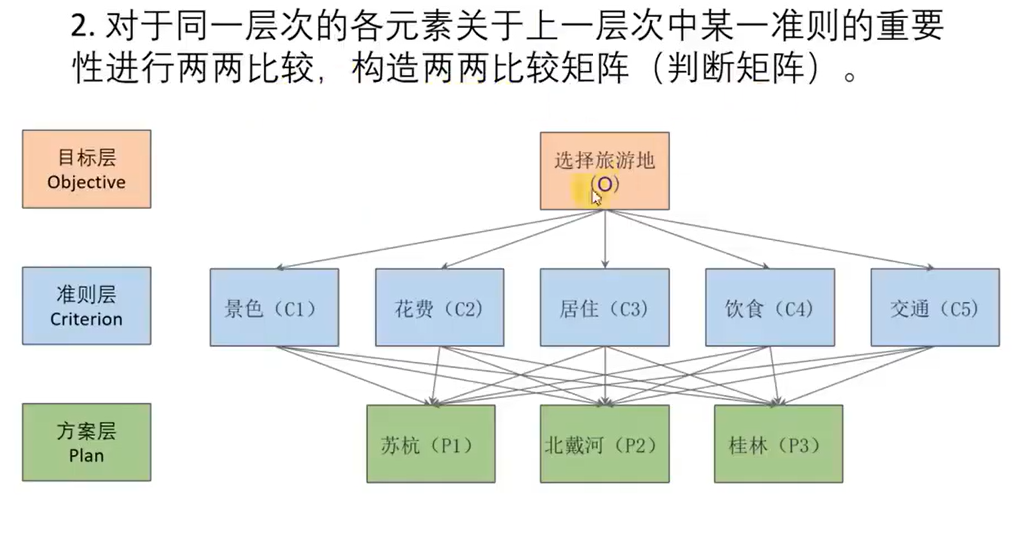 2. 对于同一层次的各元素关于上一层次中某一准则的重要
性进行两两比较，构造两两比较矩阵（判断矩阵）。
目标层
Objective
选择旅游地
（O）
准则层
Criterion
景色（C1）
花费（C2)
居住（C3)
饮食（C4)
交通（C5)
方案层
Plan
苏杭（P1）
北戴河（P2）
桂林（P3）